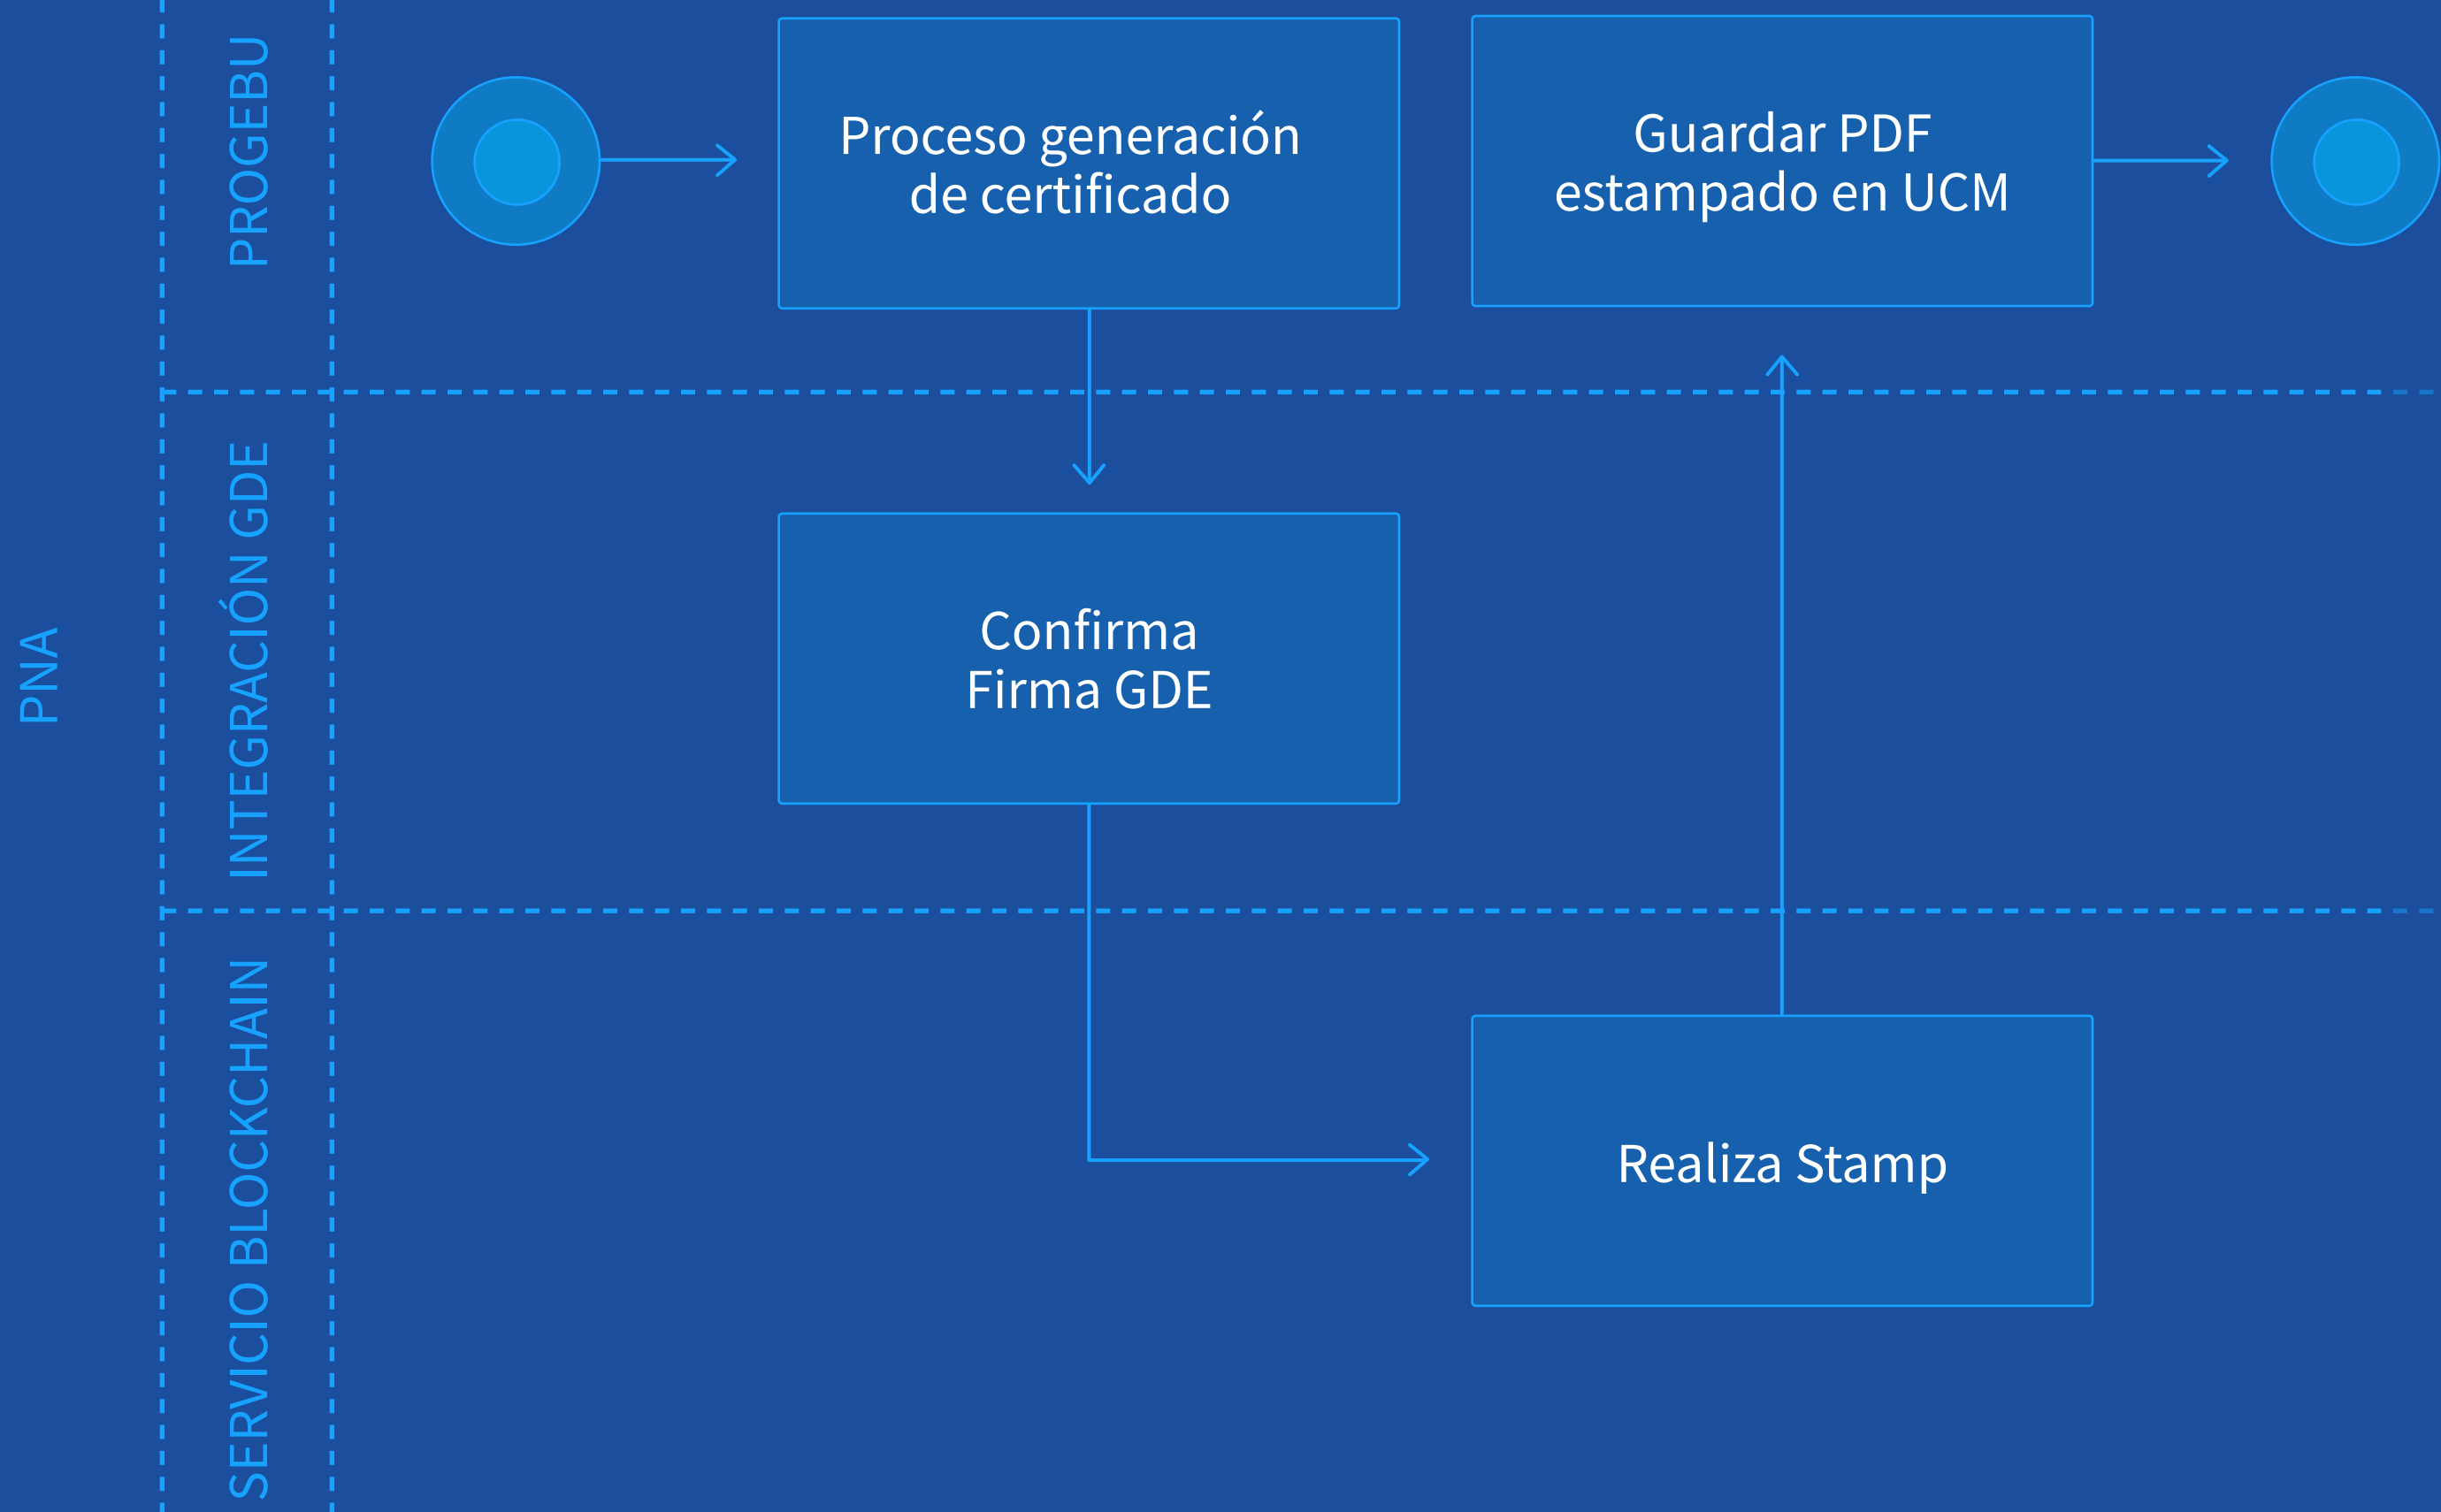 PNA
PROGEBU
Proceso generación
de certificado
Guardar PDF
estampado en UCM
INTEGRACIÓN GDE
Confirma
Firma GDE
SERVICIO BLOCKCHAIN
Realiza Stamp